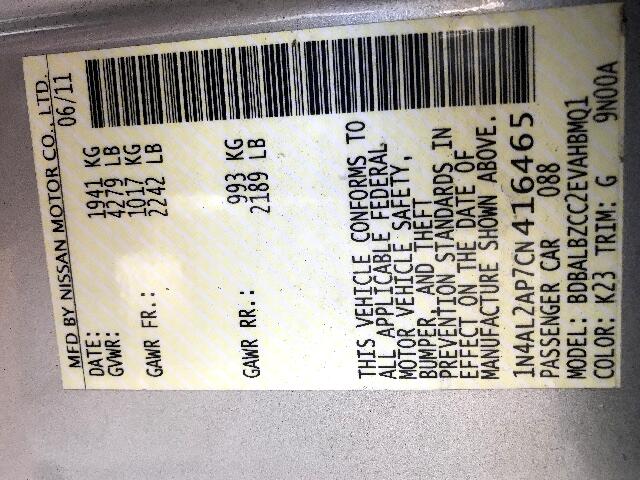 MFD BY NISSAN MOTOR CO., LTD.
DATE: 06/11
GVWR: 1941 KG
4279 LB
GAWR FR.: 1017 KG
2242 LB
GAWR RR.: 993 KG
2189 LB
THIS VEHICLE CONFORMS TO
ALL APPLICABLE FEDERAL
MOTOR VEHICLE SAFETY,
BUMPER AND THEFT
PREVENTION STANDARDS IN
EFFECT ON THE DATE OF
MANUFACTURE SHOWN ABOVE.
1N4AL2AP7CN416465
PASSENGER CAR 088
MODEL: BDBALBZCC2EVAHBMQ1
COLOR: K23 TRIM: G 9N00A